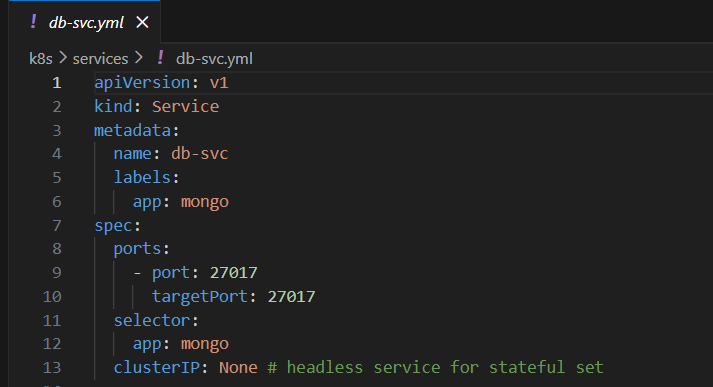 ! db-svc.yml ×
k8s > services > ! db-svc.yml
1 apiVersion: v1
2 kind: Service
3 metadata:
4   name: db-svc
5   labels:
6     app: mongo
7 spec:
8   ports:
9     - port: 27017
10       targetPort: 27017
11   selector:
12     app: mongo
13   clusterIP: None # headless service for stateful set